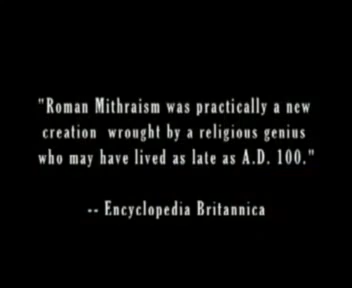 "Roman Mithraism was practically a new
creation wrought by a religious genius
who may have lived as late as A.D. 100."
-- Encyclopedia Britannica